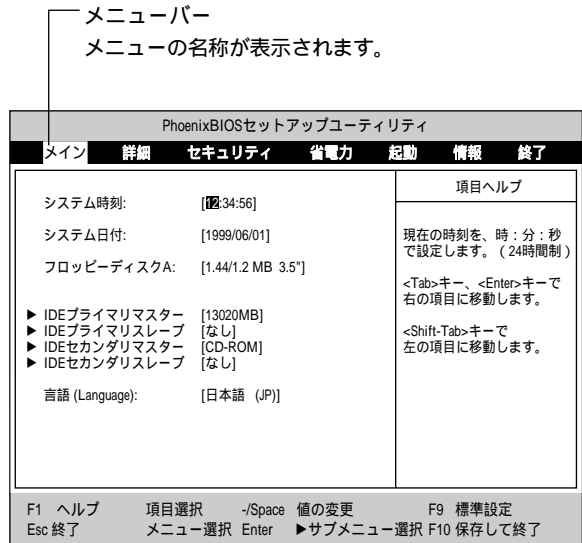 メニューバー
メニューの名称が表示されます。
PhoenixBIOSセットアップユーティリティ
メイン 詳細 セキュリティ 省電力 起動 情報 終了
システム時刻: [12:34:56]
システム日付: [1999/06/01]
フロッピーディスクA: [1.44/1.2 MB 3.5"]
▶ IDEプライマリマスター [13020MB]
▶ IDEプライマリスレーブ [なし]
▶ IDEセカンダリマスター [CD-ROM]
▶ IDEセカンダリスレーブ [なし]
言語 (Language): [日本語 (JP)]
項目ヘルプ
現在の時刻を、時：分：秒
で設定します。（24時間制）
<Tab>キー、<Enter>キーで
右の項目に移動します。
<Shift-Tab>キーで
左の項目に移動します。
F1 ヘルプ 項目選択 -/Space 値の変更 F9 標準設定
Esc 終了 メニュー選択 Enter ▶サブメニュー選択 F10 保存して終了